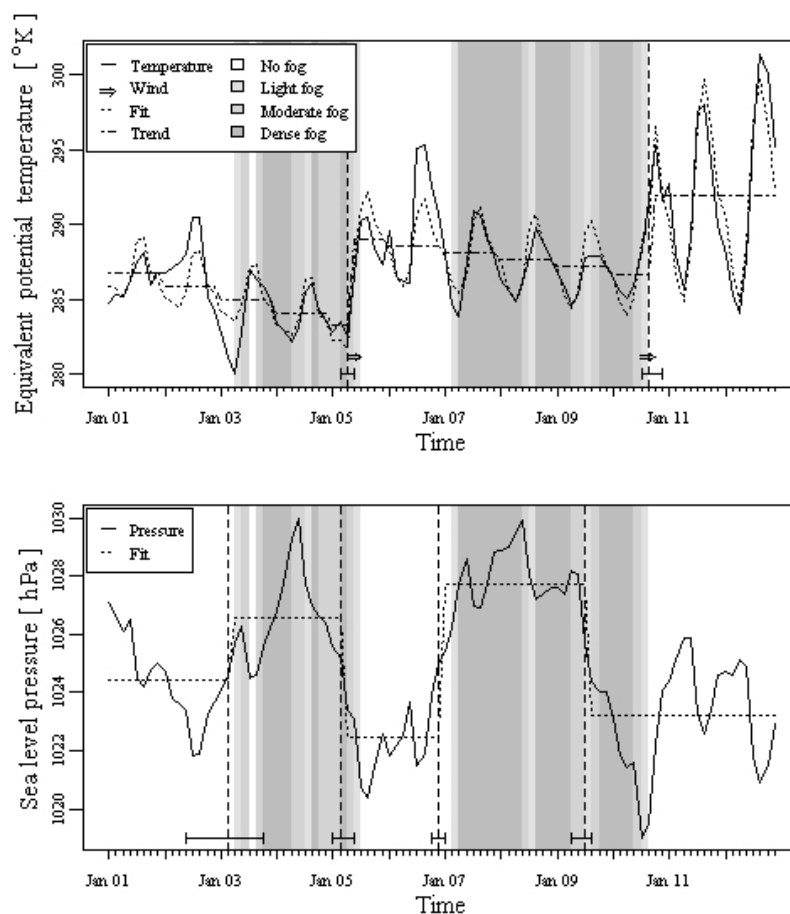 Equivalent potential temperature [ °K ]
300
295
290
285
280
Temperature
Wind
Fit
Trend
No fog
Light fog
Moderate fog
Dense fog
Jan 01 Jan 03 Jan 05 Jan 07 Jan 09 Jan 11
Time
Sea level pressure [ hPa ]
1030
1028
1026
1024
1022
1020
Pressure
Fit
Jan 01 Jan 03 Jan 05 Jan 07 Jan 09 Jan 11
Time